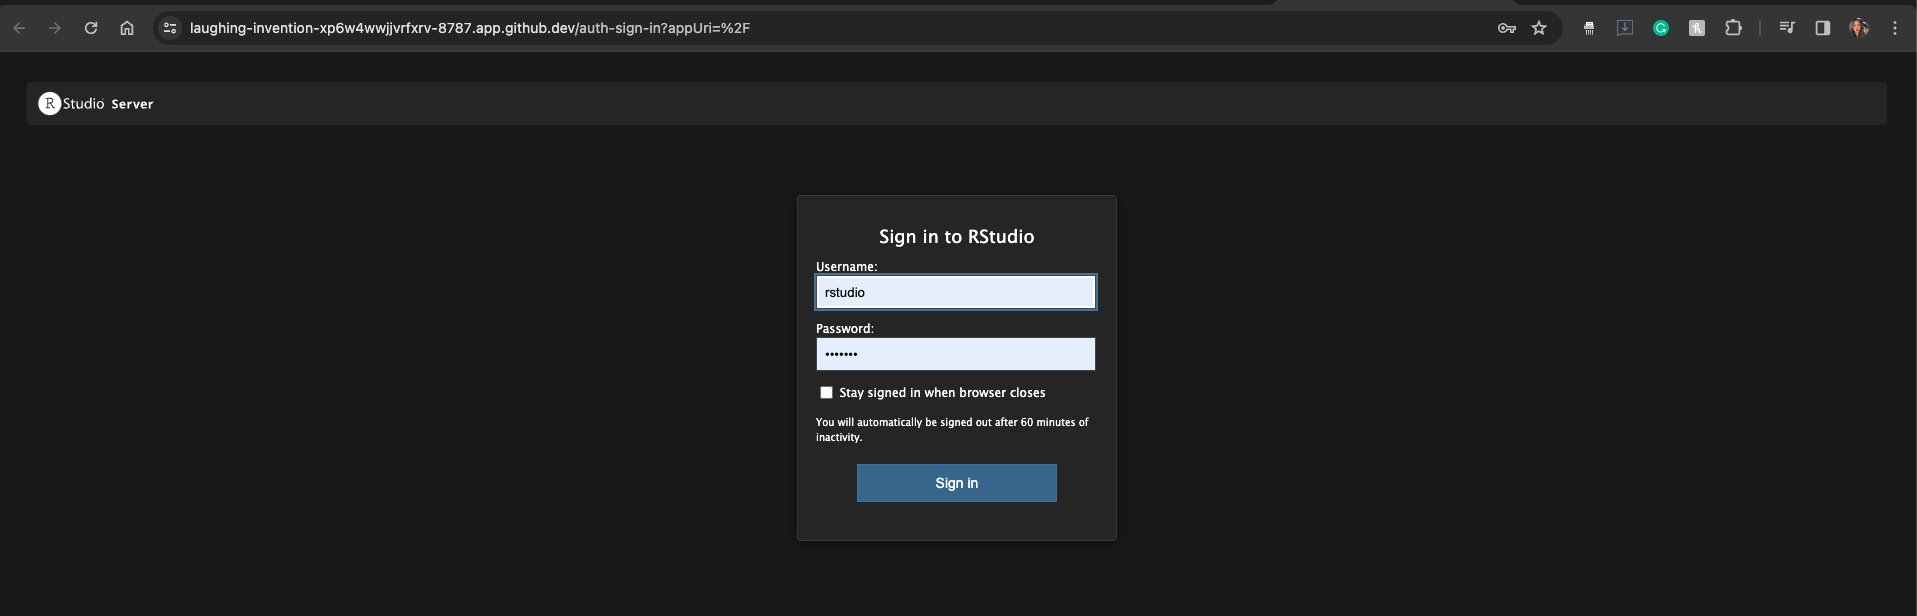 laughing-invention-xp6w4wwjjvrfxrv-8787.app.github.dev/auth-sign-in?appUri=%2F
R Studio Server
Sign in to RStudio
Username:
rstudio
Password:
•••••••
Stay signed in when browser closes
You will automatically be signed out after 60 minutes of
inactivity.
Sign in